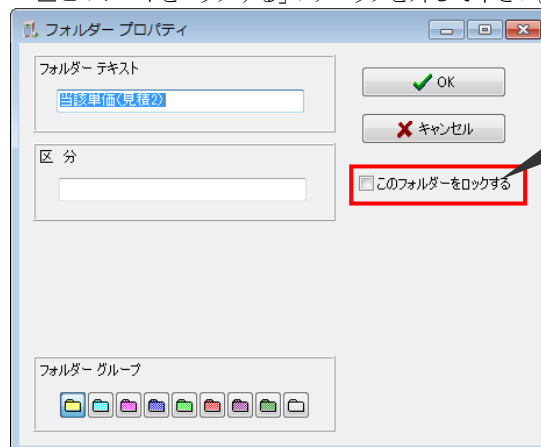 フォルダー プロパティ
フォルダー テキスト
当該単価(見積2)
OK
キャンセル
区 分
このフォルダーをロックする
フォルダー グループ